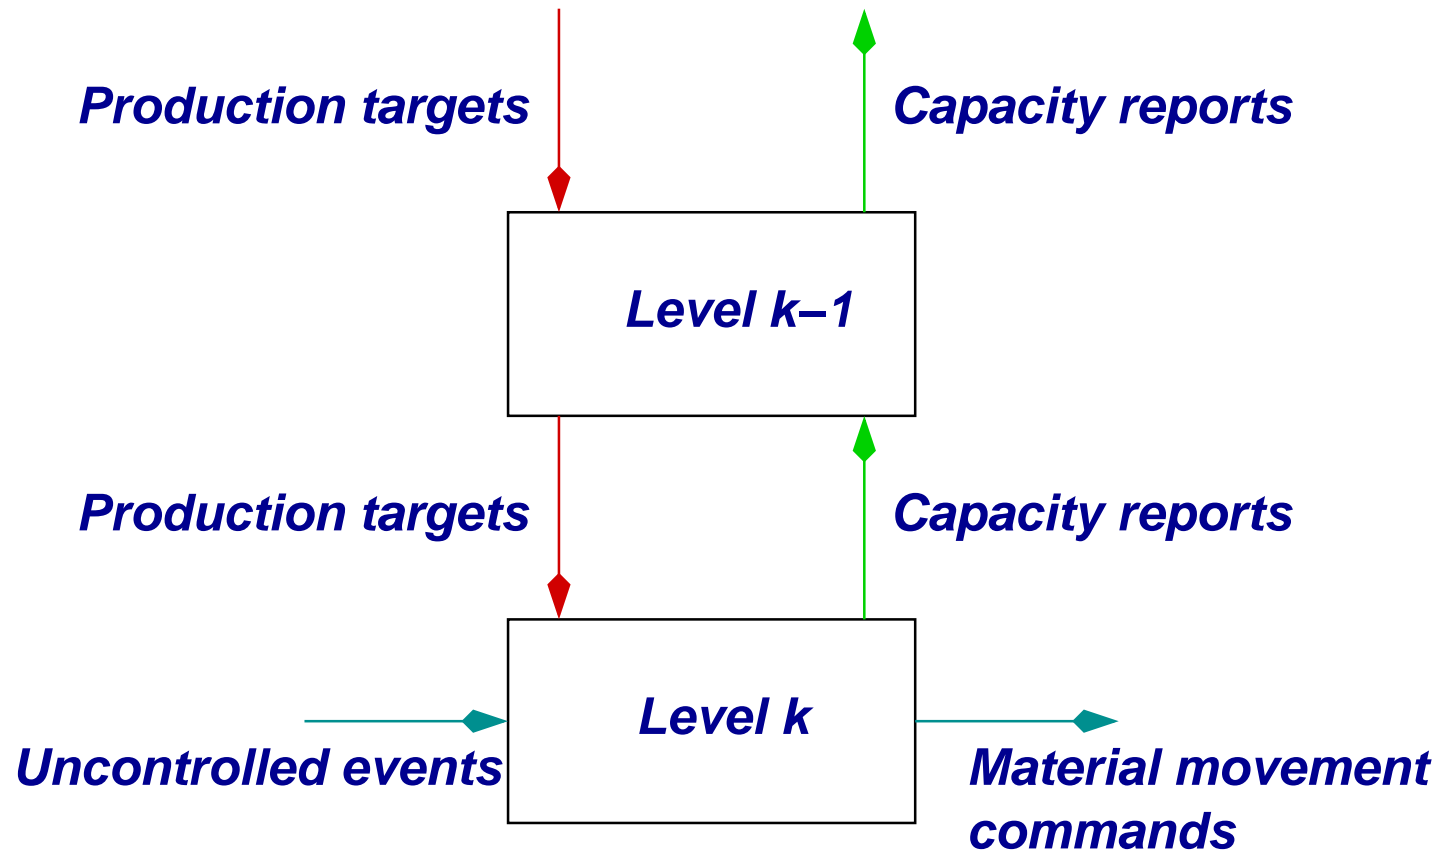 Production targets
Capacity reports
Level k–1
Production targets
Capacity reports
Level k
Uncontrolled events
Material movement
commands